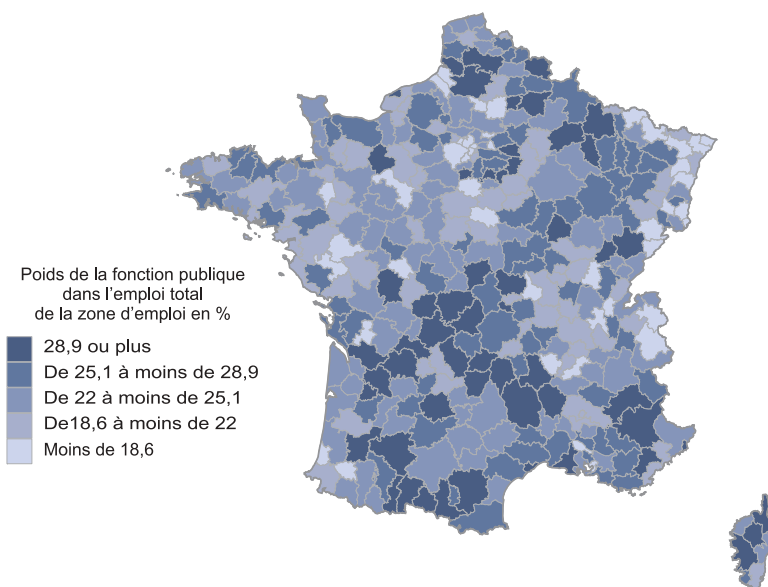 Poids de la fonction publique
dans l’emploi total
de la zone d’emploi en %
28,9 ou plus
De 25,1 à moins de 28,9
De 22 à moins de 25,1
De18,6 à moins de 22
Moins de 18,6